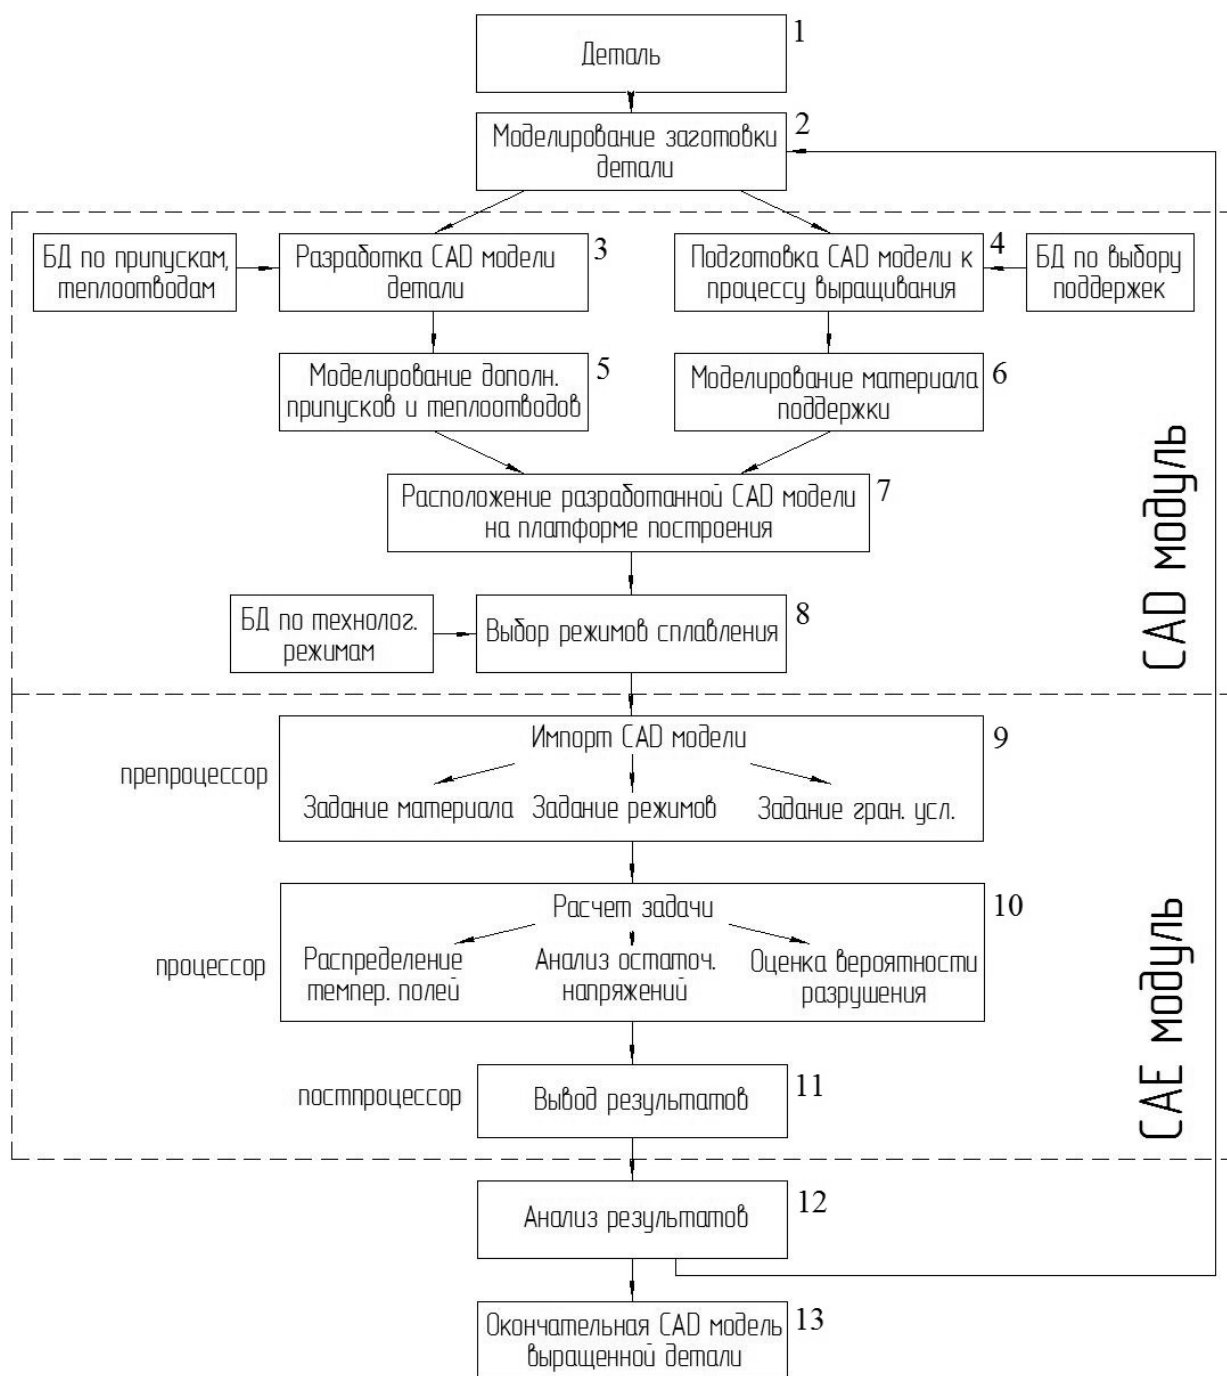 Деталь
1
Моделирование заготовки
детали
2
БД по припускам,
теплоотводам
Разработка CAD модели
детали
3
Подготовка CAD модели к
процессу выращивания
4
БД по выбору
поддержек
Моделирование дополн.
припусков и теплоотводов
5
Моделирование материала
поддержки
6
Расположение разработанной CAD модели
на платформе построения
7
CAD модуль
БД по технолог.
режимам
Выбор режимов сплавления
8
препроцессор
Импорт CAD модели
9
Задание материала
Задание режимов
Задание гран. усл.
процессор
Расчет задачи
10
Распределение
темпер. полей
Анализ остаточ.
напряжений
Оценка вероятности
разрушения
CAE модуль
постпроцессор
Вывод результатов
11
Анализ результатов
12
Окончательная CAD модель
выращенной детали
13